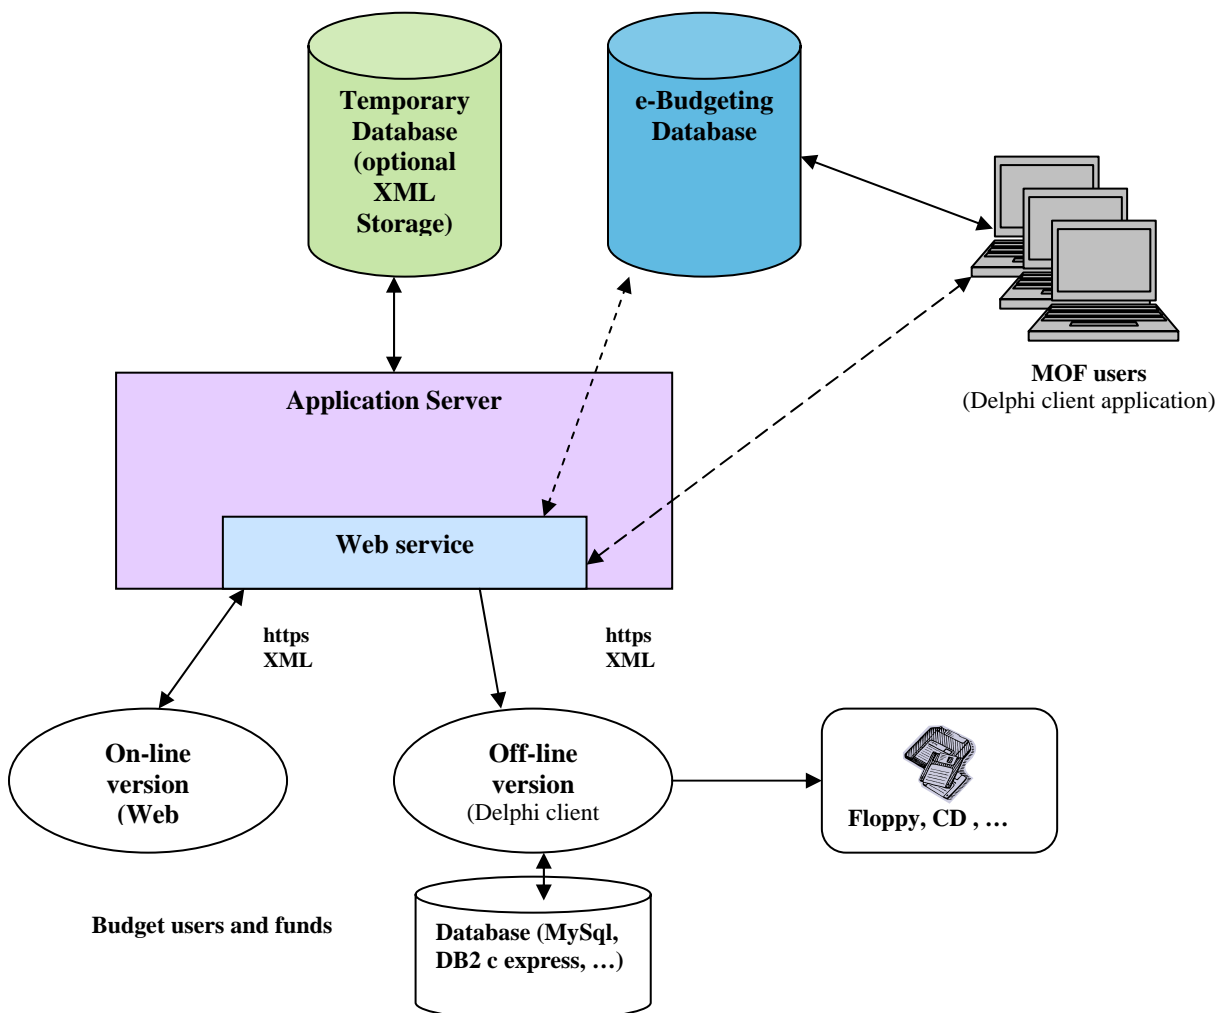 Temporary
Database
(optional
XML
Storage)
e-Budgeting
Database
MOF users
(Delphi client application)
Application Server
Web service
https
XML
https
XML
On-line
version
(Web
Off-line
version
(Delphi client
Floppy, CD , …
Budget users and funds
Database (MySql,
DB2 c express, …)